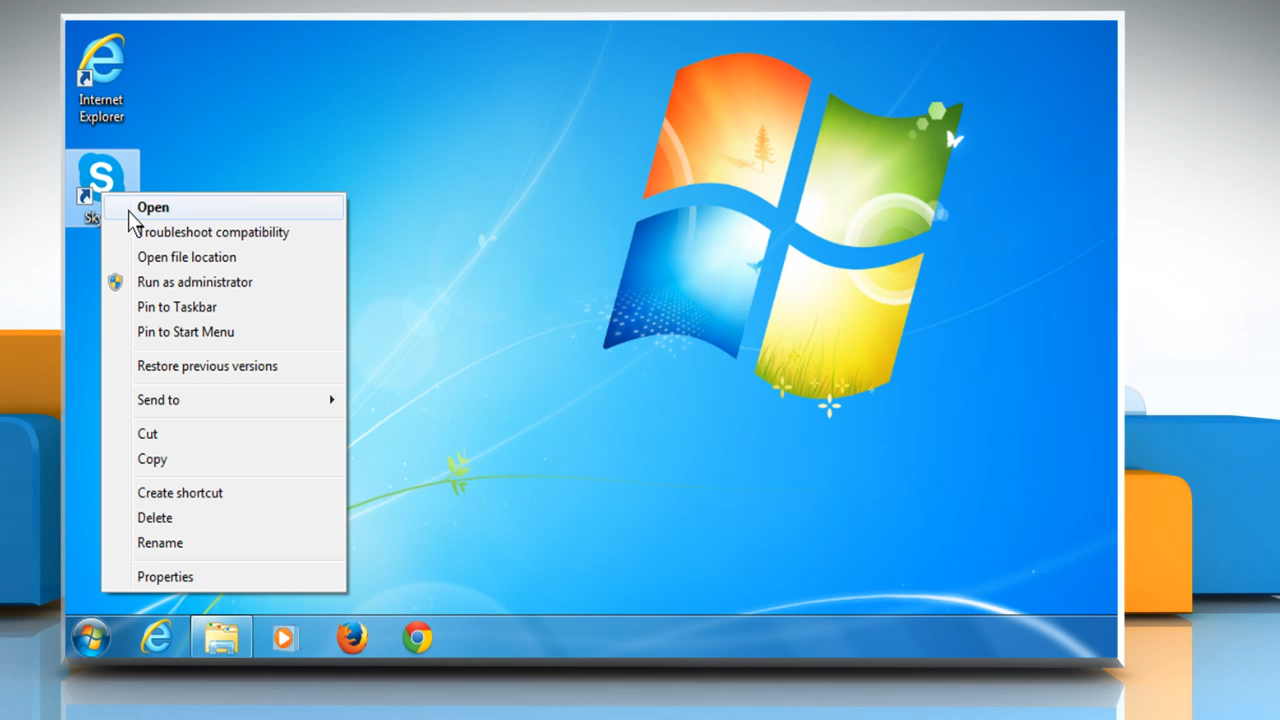 Internet
Explorer
S
Sk
Open
Troubleshoot compatibility
Open file location
Run as administrator
Pin to Taskbar
Pin to Start Menu
Restore previous versions
Send to
Cut
Copy
Create shortcut
Delete
Rename
Properties